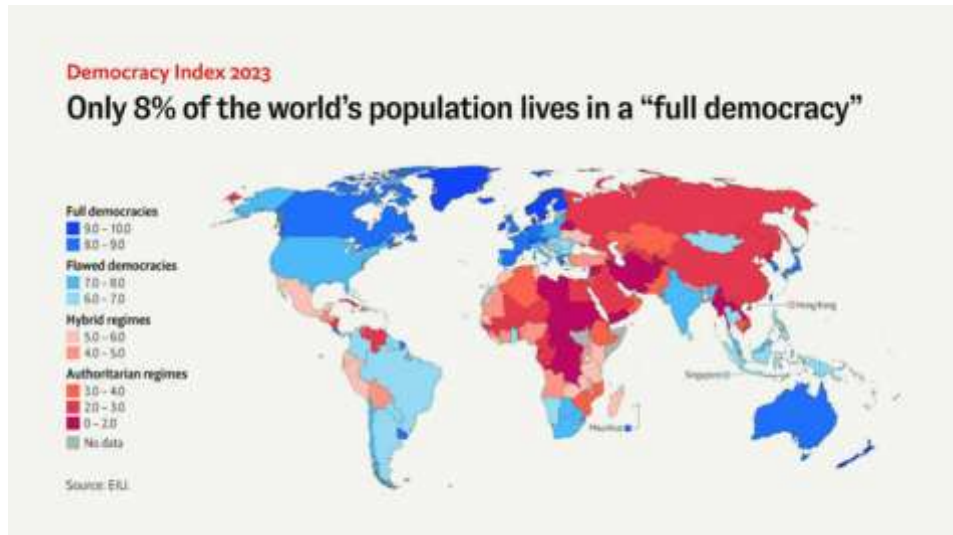 Democracy Index 2023
Only 8% of the world's population lives in a “full democracy”
Full democracies
9.0 – 10.0
8.0 – 9.0
Flawed democracies
7.0 – 8.0
6.0 – 7.0
Hybrid regimes
5.0 – 6.0
4.0 – 5.0
Authoritarian regimes
3.0 – 4.0
2.0 – 3.0
0 – 2.0
No data
Hong Kong
Singapore
Mauritius
Source: EIU.